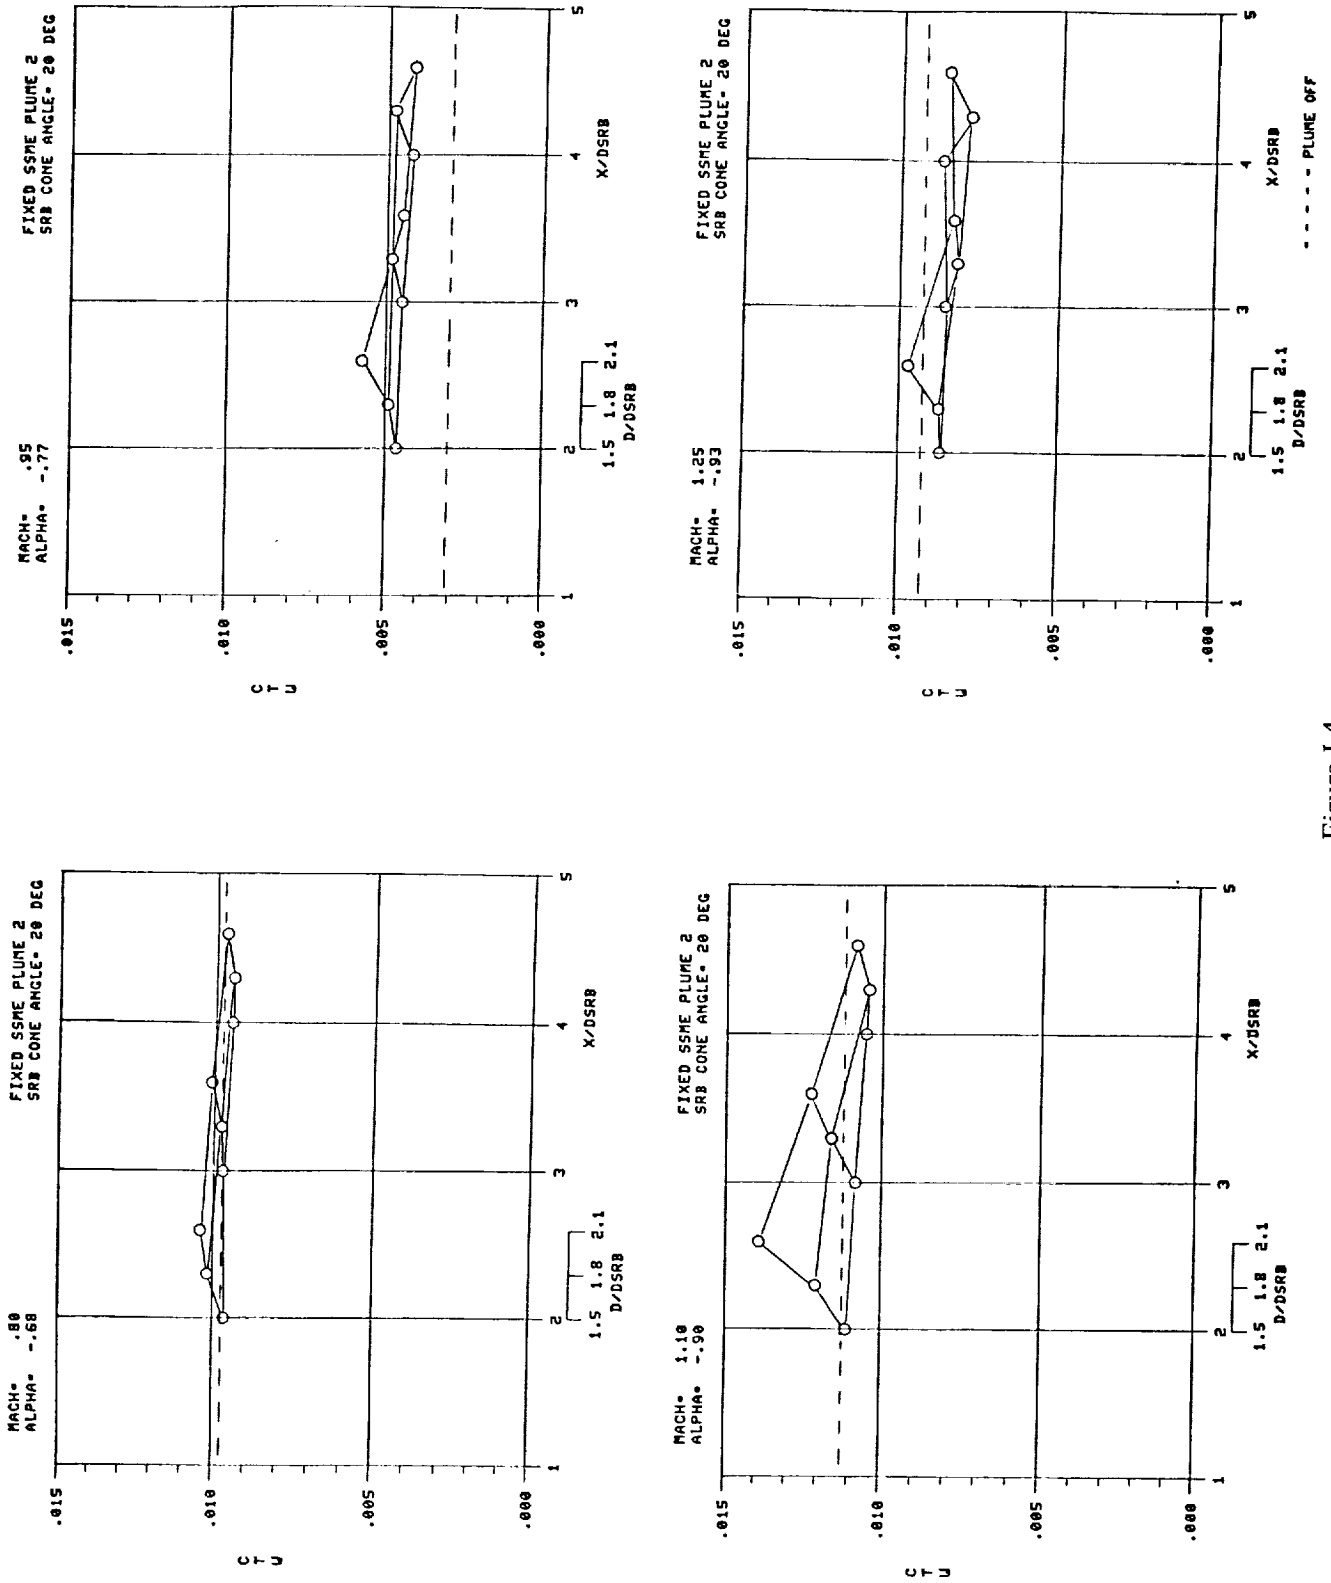 MACH= .80
ALPHA= -.68
FIXED SSME PLUME 2
SRB CONE ANGLE= 20 DEG
.015
.010
.005
.000
C
T
W
1
2
3
4
5
X/DSRB
1.5 1.8 2.1
D/DSRB
MACH= .95
ALPHA= -.77
FIXED SSME PLUME 2
SRB CONE ANGLE= 20 DEG
.015
.010
.005
.000
C
T
W
1
2
3
4
5
X/DSRB
1.5 1.8 2.1
D/DSRB
MACH= 1.10
ALPHA= -.90
FIXED SSME PLUME 2
SRB CONE ANGLE= 20 DEG
.015
.010
.005
.000
C
T
W
1
2
3
4
5
X/DSRB
1.5 1.8 2.1
D/DSRB
MACH= 1.25
ALPHA= -.93
FIXED SSME PLUME 2
SRB CONE ANGLE= 20 DEG
.015
.010
.005
.000
C
T
W
1
2
3
4
5
X/DSRB
1.5 1.8 2.1
D/DSRB
- - - - - PLUME OFF
Figure